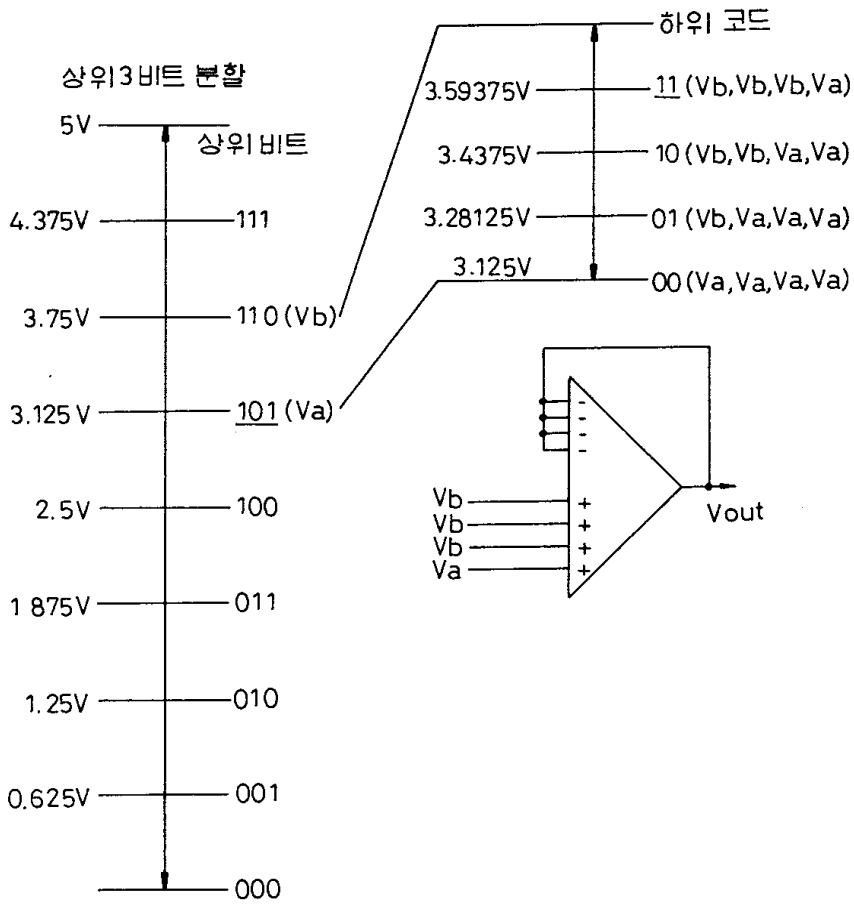 상위3비트 분할
5V
상위 비트
4.375V 111
3.75V 110 (Vb)
3.125V 101 (Va)
2.5V 100
1 875V 011
1.25V 010
0.625V 001
000
하위 코드
3.59375V 11 (Vb,Vb,Vb,Va)
3.4375V 10 (Vb,Vb,Va,Va)
3.28125V 01 (Vb,Va,Va,Va)
3.125V 00 (Va,Va,Va,Va)
-
-
-
-
Vb +
Vb +
Vb +
Va +
Vout